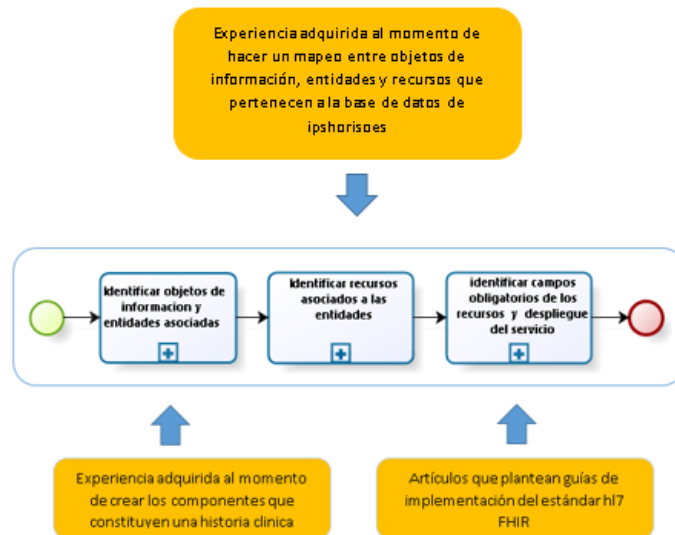 Experiencia adquirida al momento de
hacer un mapeo entre objetos de
información, entidades y recursos que
pertenecen a la base de datos de
ipshorisoes
Identificar objetos de
informacion y
entidades asociadas
Identificar recursos
asociados a las
entidades
identificar campos
obligatorios de los
recursos y despliegue
del servicio
Experiencia adquirida al momento
de crear los componentes que
constituyen una historia clinica
Artículos que plantean guías de
implementación del estándar hl7
FHIR